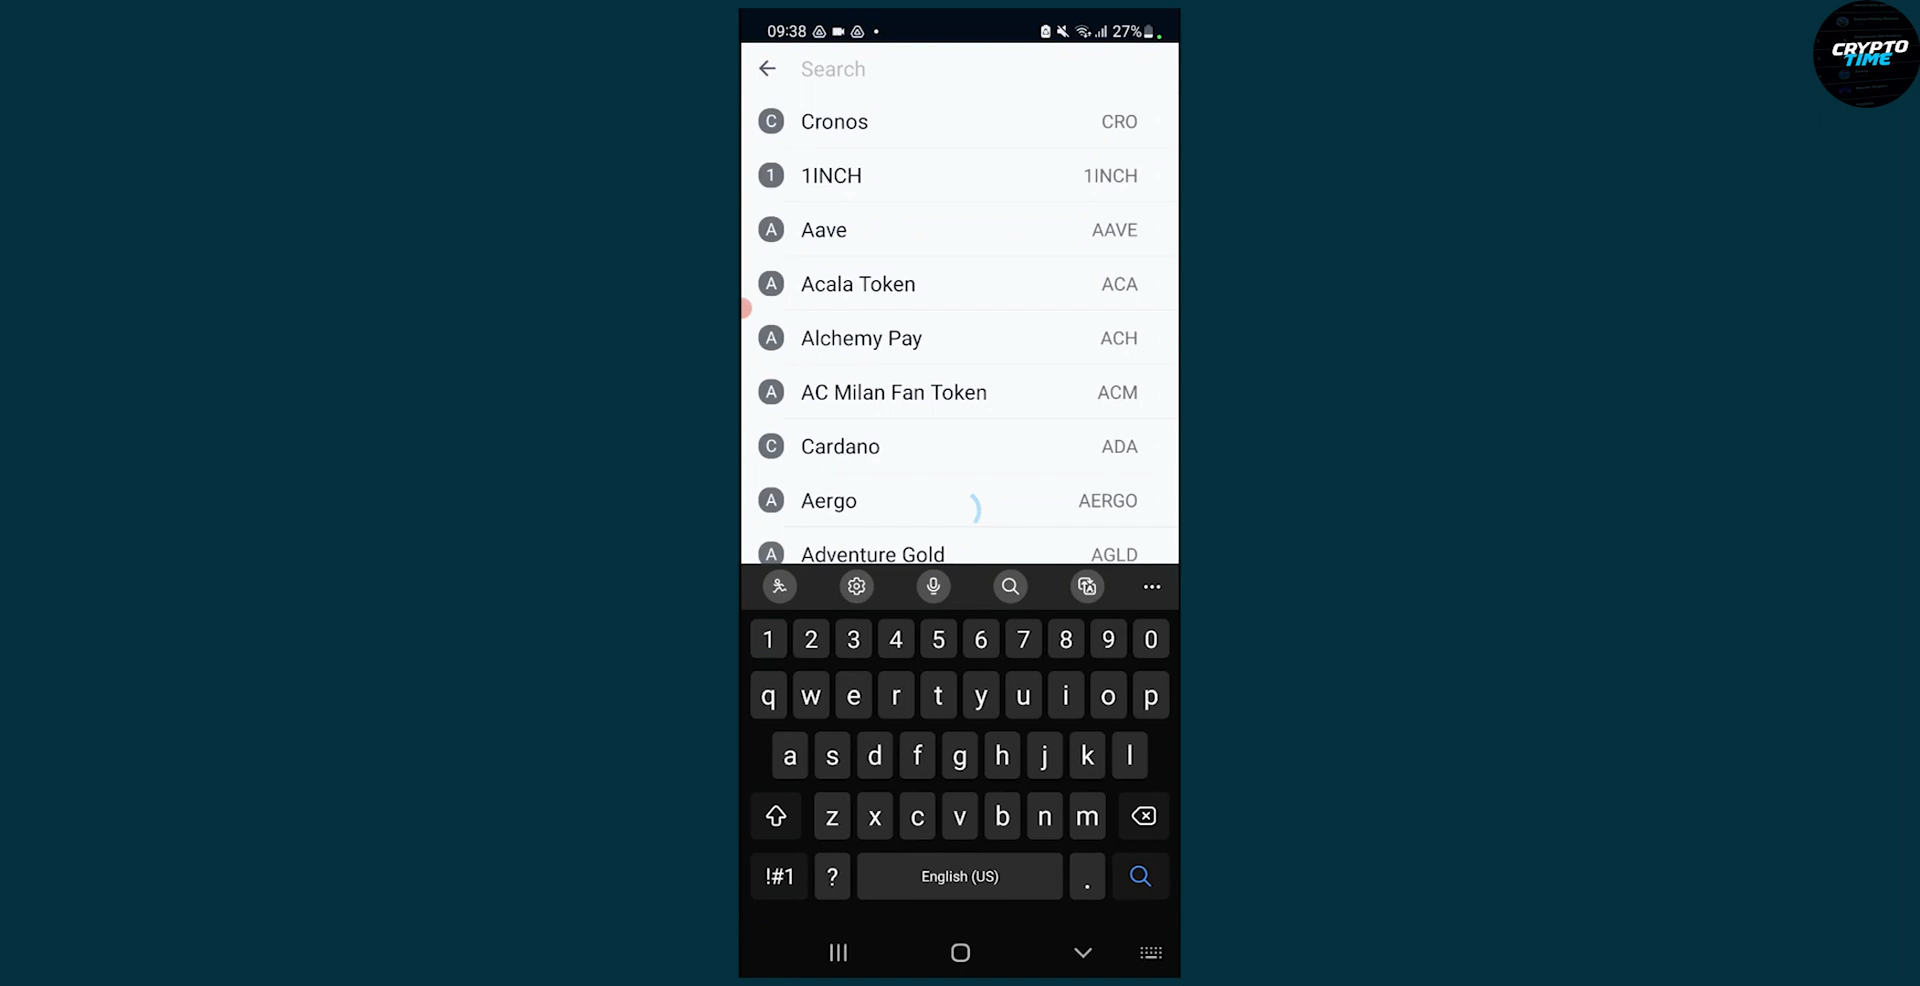 09:38 27%
CRYPTO
TIME
Search
C Cronos CRO
1 1INCH 1INCH
A Aave AAVE
A Acala Token ACA
A Alchemy Pay ACH
A AC Milan Fan Token ACM
C Cardano ADA
A Aergo AERGO
A Adventure Gold AGLD
1 2 3 4 5 6 7 8 9 0
q w e r t y u i o p
a s d f g h j k l
z x c v b n m
!#1 ? English (US) .